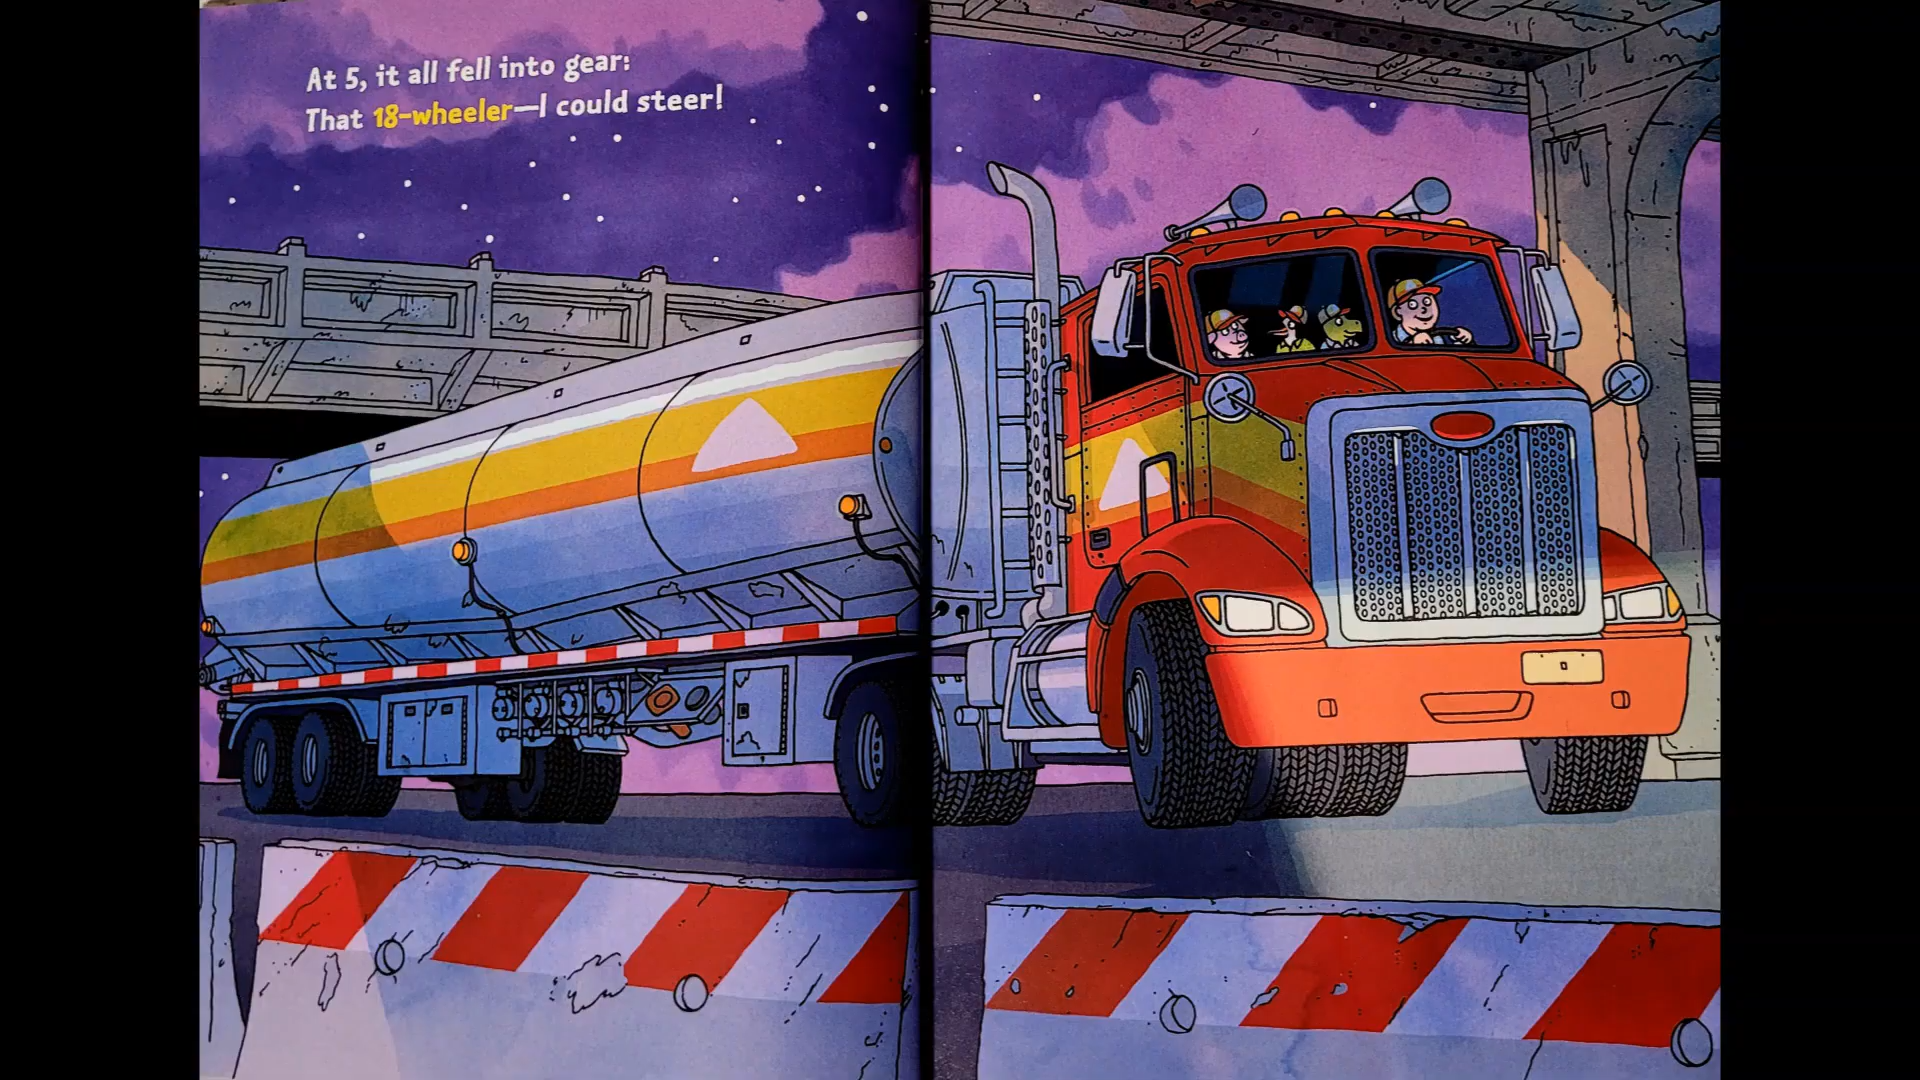 At 5, it all fell into gear:
That 18-wheeler—I could steer!